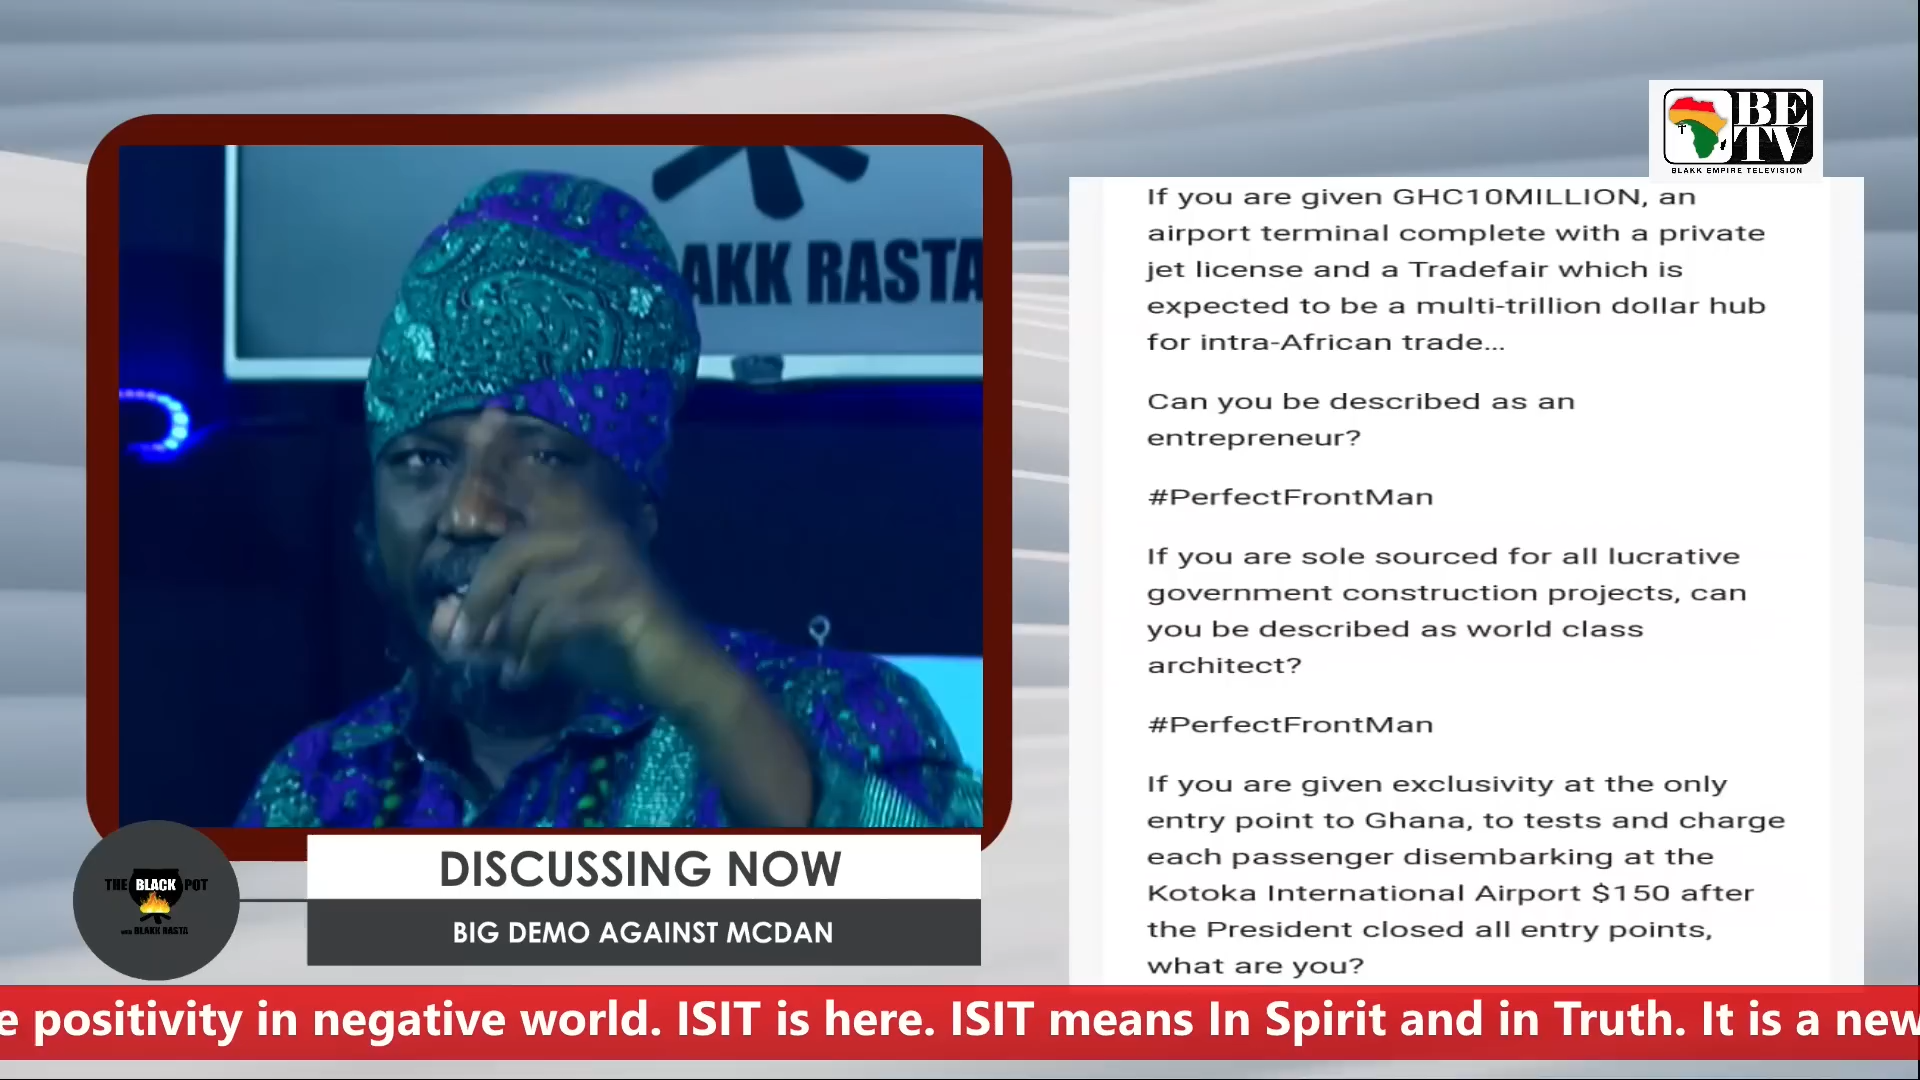 BE
TV
BLAKK EMPIRE TELEVISION
AKK RASTA
If you are given GHC10MILLION, an
airport terminal complete with a private
jet license and a Tradefair which is
expected to be a multi-trillion dollar hub
for intra-African trade...
Can you be described as an
entrepreneur?
#PerfectFrontMan
If you are sole sourced for all lucrative
government construction projects, can
you be described as world class
architect?
#PerfectFrontMan
If you are given exclusivity at the only
entry point to Ghana, to tests and charge
each passenger disembarking at the
Kotoka International Airport $150 after
the President closed all entry points,
what are you?
THE BLACK POT
WITH BLAKK RASTA
DISCUSSING NOW
BIG DEMO AGAINST MCDAN
e positivity in negative world. ISIT is here. ISIT means In Spirit and in Truth. It is a new